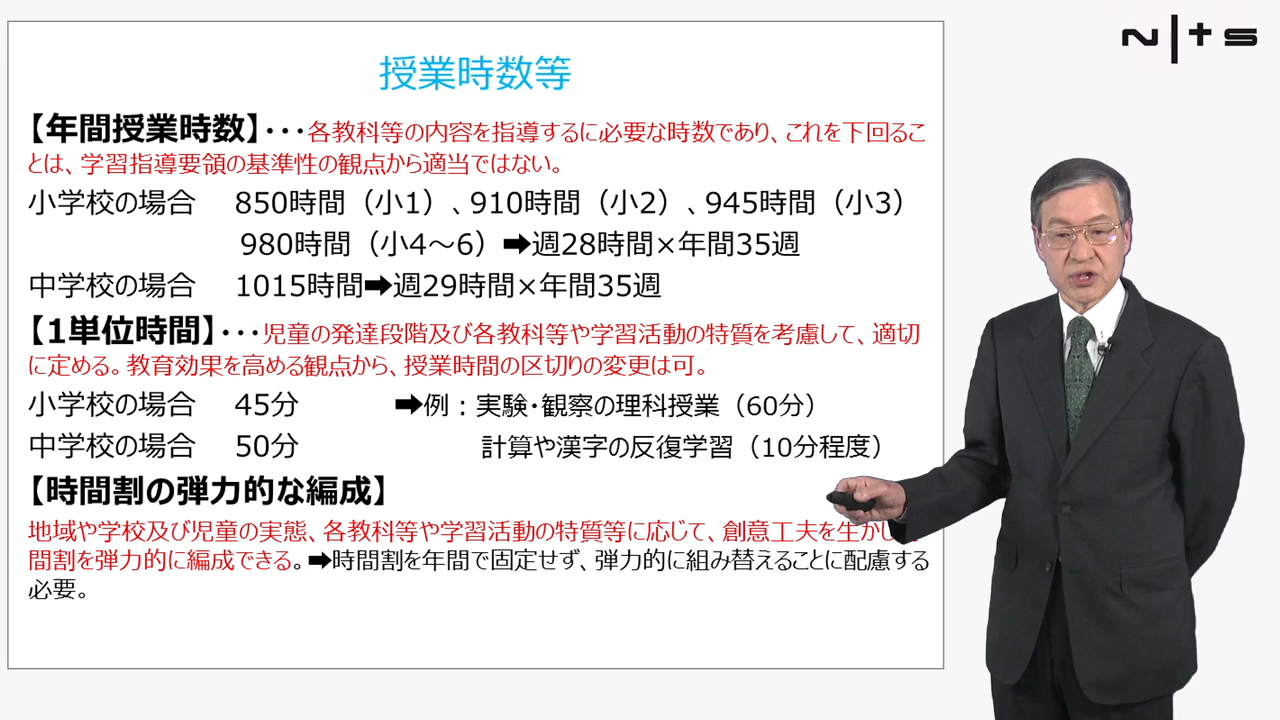 NITS
授業時数等
【年間授業時数】･･･各教科等の内容を指導するに必要な時数であり、これを下回るこ
とは、学習指導要領の基準性の観点から適当ではない。
小学校の場合 850時間（小1）、910時間（小2）、945時間（小3）
980時間（小4～6）➡週28時間×年間35週
中学校の場合 1015時間➡週29時間×年間35週
【1単位時間】･･･児童の発達段階及び各教科等や学習活動の特質を考慮して、適切
に定める。教育効果を高める観点から、授業時間の区切りの変更は可。
小学校の場合 45分 ➡例：実験･観察の理科授業（60分）
中学校の場合 50分 計算や漢字の反復学習（10分程度）
【時間割の弾力的な編成】
地域や学校及び児童の実態、各教科等や学習活動の特質等に応じて、創意工夫を生かし
間割を弾力的に編成できる。➡時間割を年間で固定せず、弾力的に組み替えることに配慮する
必要。